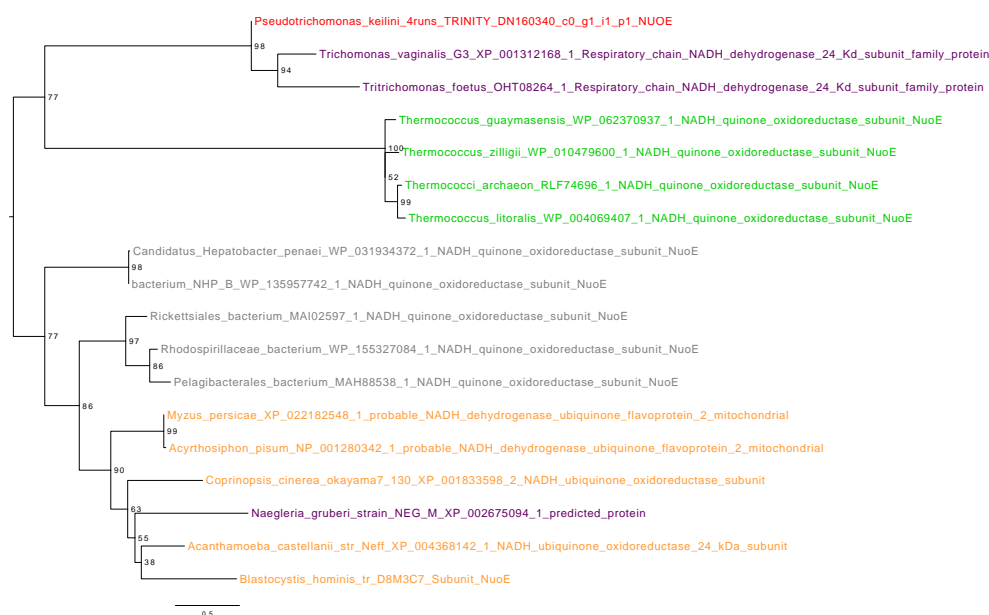 Pseudotrichomonas_keilini_4runs_TRINITY_DN160340_c0_g1_i1_p1_NUOE
98
Trichomonas_vaginalis_G3_XP_001312168_1_Respiratory_chain_NADH_dehydrogenase_24_Kd_subunit_family_protein
94
Tritrichomonas_foetus_OHT08264_1_Respiratory_chain_NADH_dehydrogenase_24_Kd_subunit_family_protein
77
Thermococcus_guaymasensis_WP_062370937_1_NADH_quinone_oxidoreductase_subunit_NuoE
100
Thermococcus_zilligii_WP_010479600_1_NADH_quinone_oxidoreductase_subunit_NuoE
52
Thermococci_archaeon_RLF74696_1_NADH_quinone_oxidoreductase_subunit_NuoE
99
Thermococcus_litoralis_WP_004069407_1_NADH_quinone_oxidoreductase_subunit_NuoE
Candidatus_Hepatobacter_penaei_WP_031934372_1_NADH_quinone_oxidoreductase_subunit_NuoE
98
bacterium_NHP_B_WP_135957742_1_NADH_quinone_oxidoreductase_subunit_NuoE
Rickettsiales_bacterium_MAI02597_1_NADH_quinone_oxidoreductase_subunit_NuoE
77
97
Rhodospirillaceae_bacterium_WP_155327084_1_NADH_quinone_oxidoreductase_subunit_NuoE
86
Pelagibacterales_bacterium_MAH88538_1_NADH_quinone_oxidoreductase_subunit_NuoE
86
Myzus_persicae_XP_022182548_1_probable_NADH_dehydrogenase_ubiquinone_flavoprotein_2_mitochondrial
99
Acyrthosiphon_pisum_NP_001280342_1_probable_NADH_dehydrogenase_ubiquinone_flavoprotein_2_mitochondrial
90
Coprinopsis_cinerea_okayama7_130_XP_001833598_2_NADH_ubiquinone_oxidoreductase_subunit
63
Naegleria_gruberi_strain_NEG_M_XP_002675094_1_predicted_protein
55
Acanthamoeba_castellanii_str_Neff_XP_004368142_1_NADH_ubiquinone_oxidoreductase_24_kDa_subunit
38
Blastocystis_hominis_tr_D8M3C7_Subunit_NuoE
0.5